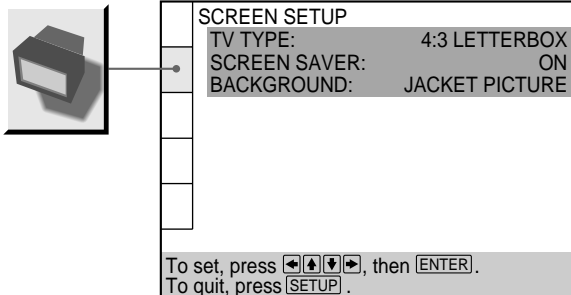 SCREEN SETUP
TV TYPE: 4:3 LETTERBOX
SCREEN SAVER: ON
BACKGROUND: JACKET PICTURE
To set, press ←↑↓→, then ENTER.
To quit, press SETUP.